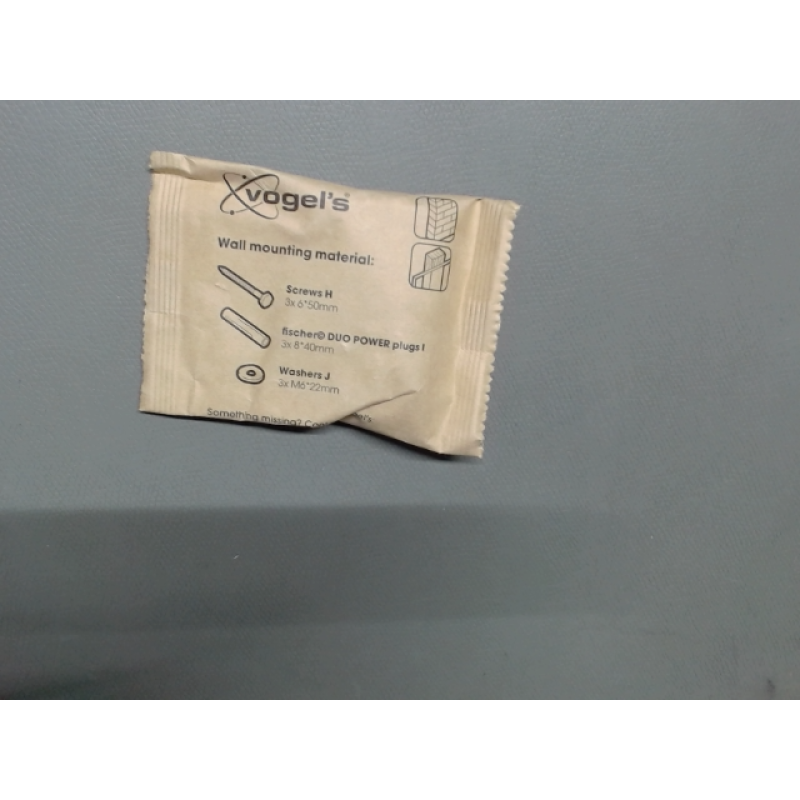 vogel's®
Wall mounting material:
Screws H
3x 6*50mm
fischer© DUO POWER plugs I
3x 8*40mm
Washers J
3x M6*22mm
Something missing?